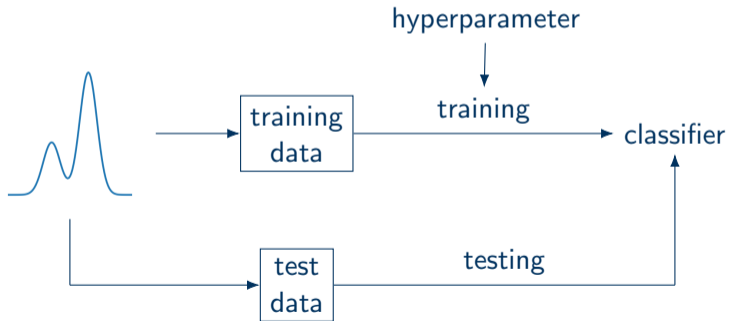 hyperparameter
training
training
data
classifier
testing
test
data